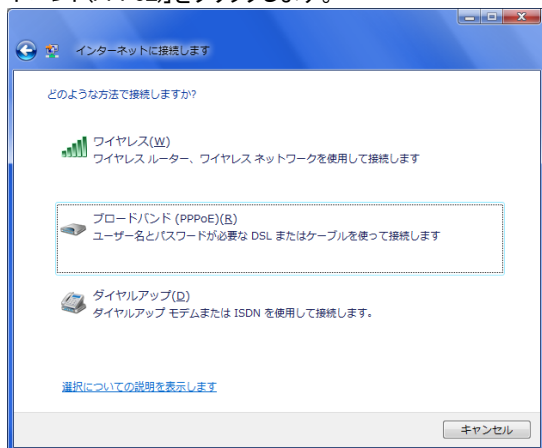 インターネットに接続します
どのような方法で接続しますか?
ワイヤレス(W)
ワイヤレス ルーター、ワイヤレス ネットワークを使用して接続します
ブロードバンド (PPPoE)(R)
ユーザー名とパスワードが必要な DSL またはケーブルを使って接続します
ダイヤルアップ(D)
ダイヤルアップ モデムまたは ISDN を使用して接続します。
選択についての説明を表示します
キャンセル